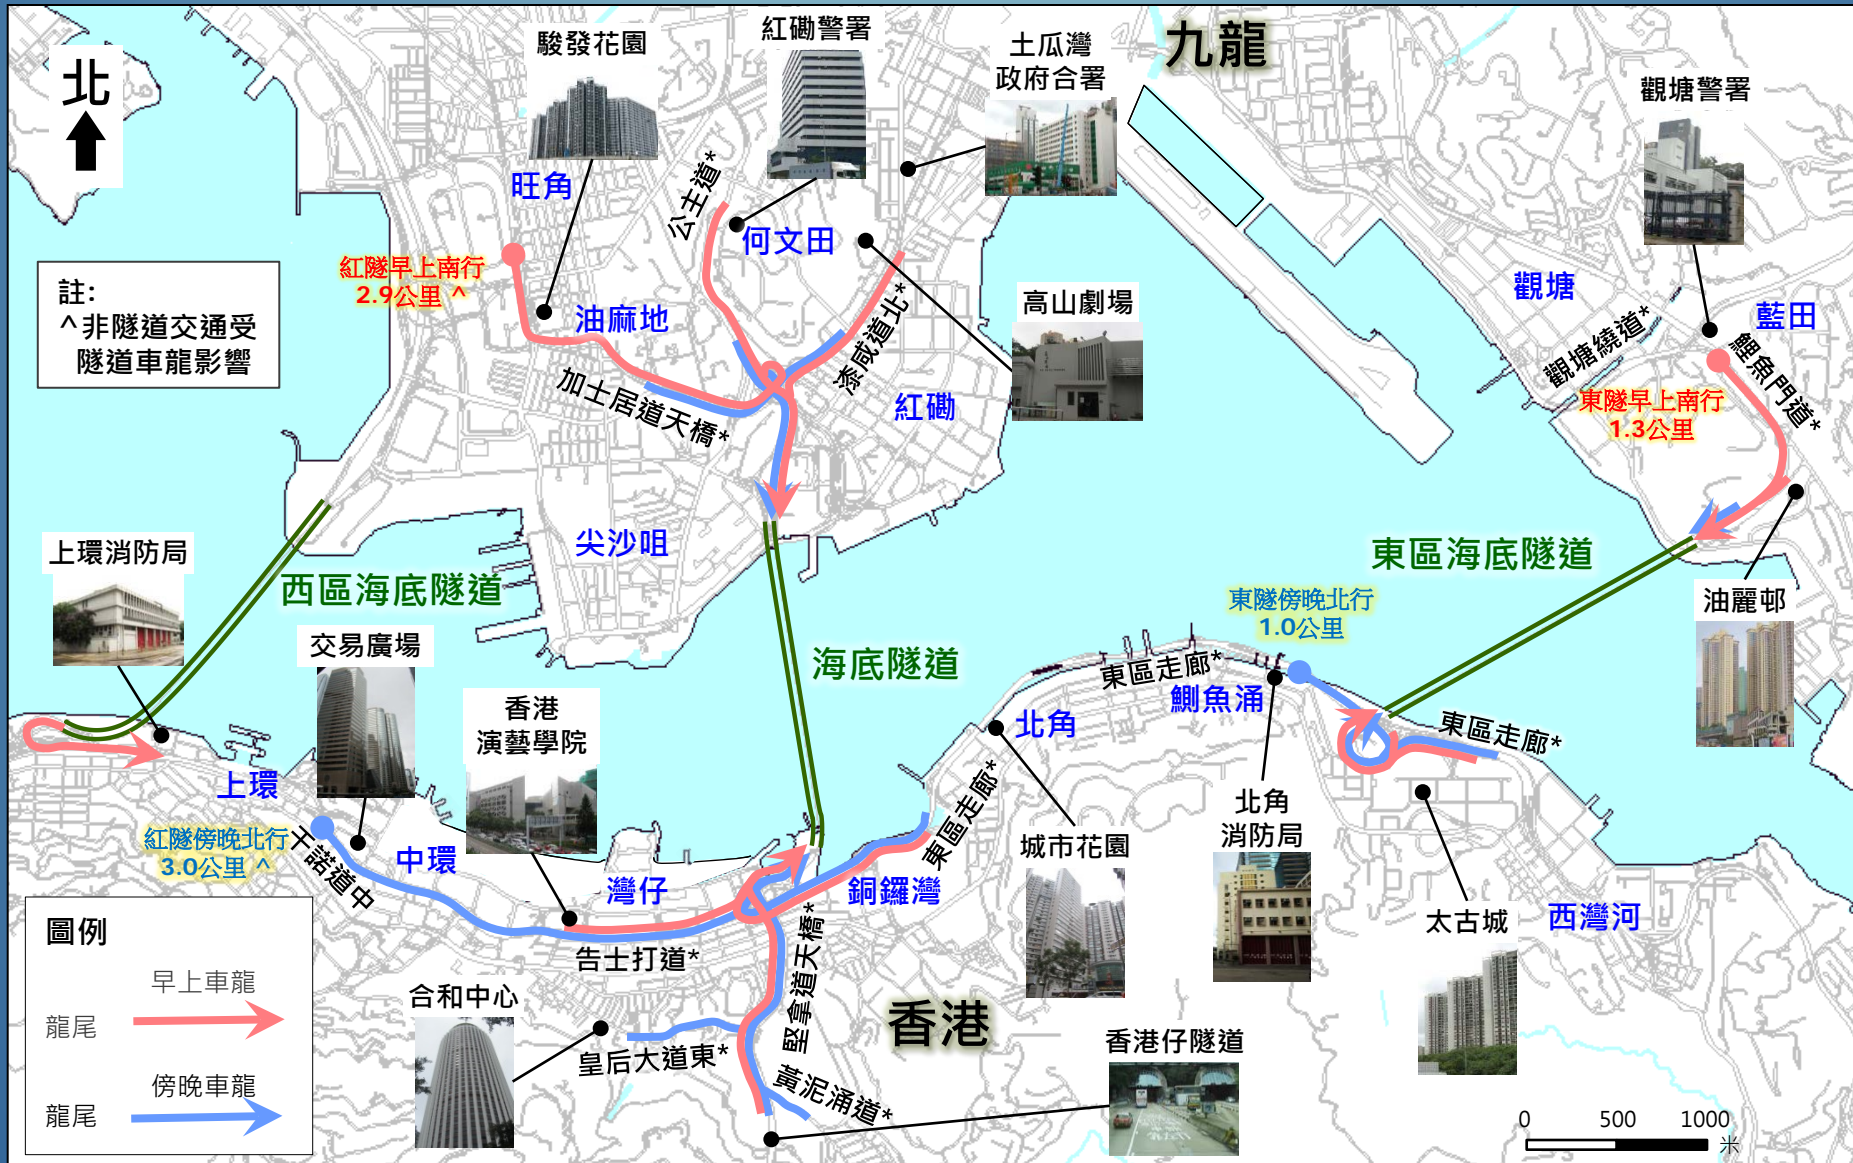 北
註:
^非隧道交通受
隧道車龍影響
駿發花園
紅磡警署
土瓜灣
政府合署
九龍
觀塘警署
旺角
公主道*
何文田
紅隧早上南行
2.9公里 ^
油麻地
漆咸道北*
高山劇場
觀塘
藍田
觀塘繞道*
鯉魚門道*
加士居道天橋*
紅磡
東隧早上南行
1.3公里
上環消防局
尖沙咀
西區海底隧道
東區海底隧道
交易廣場
海底隧道
東隧傍晚北行
1.0公里
油麗邨
香港
演藝學院
東區走廊*
鰂魚涌
北角
東區走廊*
上環
紅隧傍晚北行
3.0公里 ^
干諾道中
中環
灣仔
銅鑼灣
東區走廊*
城市花園
北角
消防局
太古城
西灣河
告士打道*
堅拿道天橋*
合和中心
皇后大道東*
香港
黃泥涌道*
香港仔隧道
圖例
早上車龍
龍尾
傍晚車龍
龍尾
0 500 1000
米